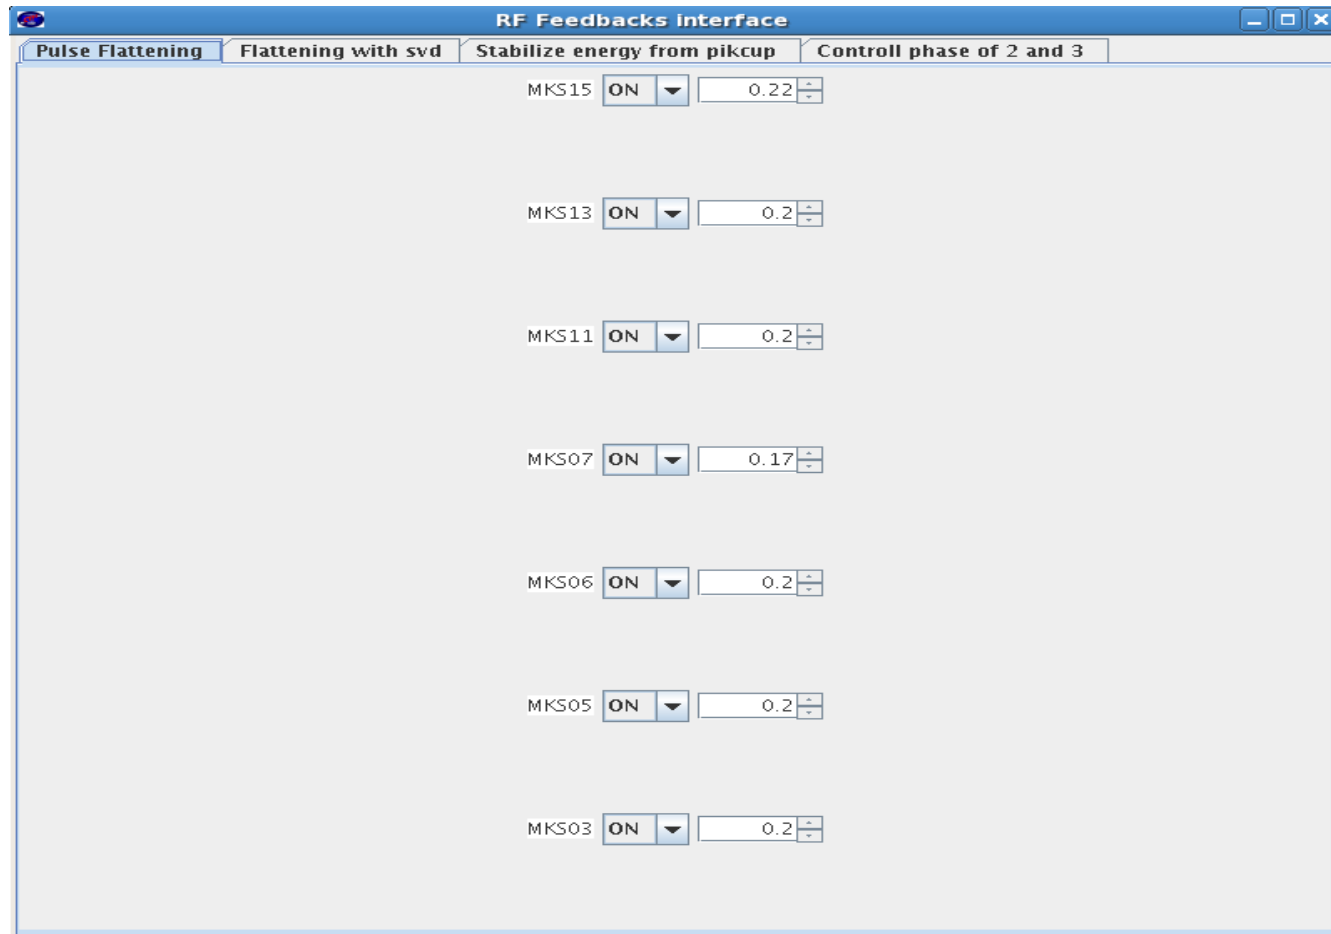 RF Feedbacks interface
Pulse Flattening Flattening with svd Stabilize energy from pikcup Controll phase of 2 and 3
MKS15 ON 0.22
MKS13 ON 0.2
MKS11 ON 0.2
MKS07 ON 0.17
MKS06 ON 0.2
MKS05 ON 0.2
MKS03 ON 0.2